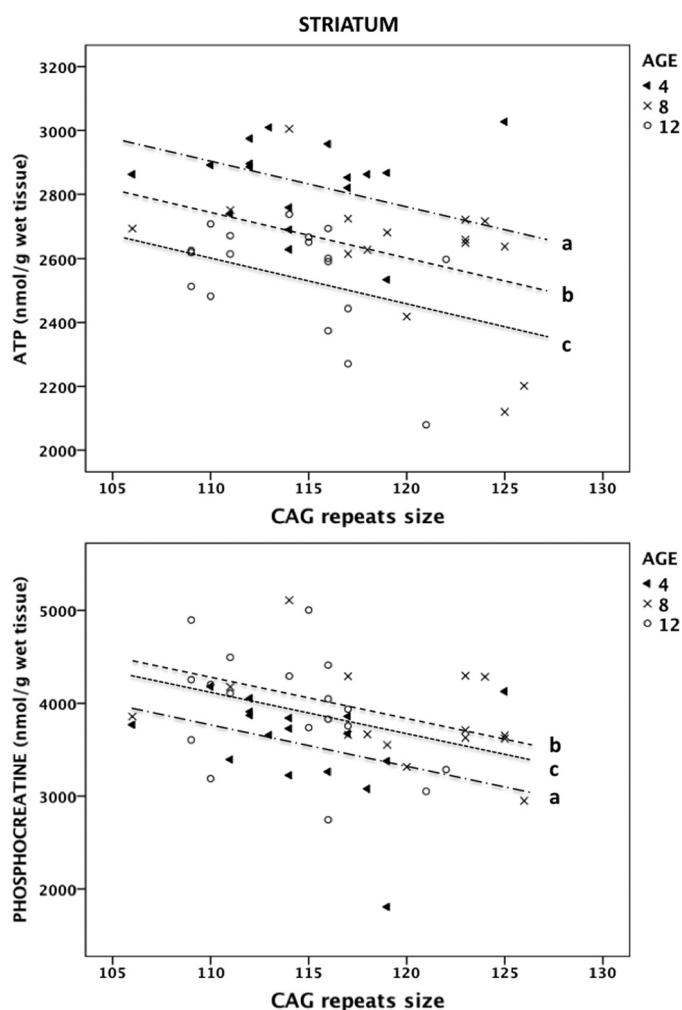 STRIATUM
AGE
4
8
12
3200
3000
2800
2600
2400
2200
2000
ATP (nmol/g wet tissue)
a
b
c
105
110
115
120
125
130
CAG repeats size
AGE
4
8
12
5000
4000
3000
2000
PHOSPHOCREATINE (nmol/g wet tissue)
b
c
a
105
110
115
120
125
130
CAG repeats size